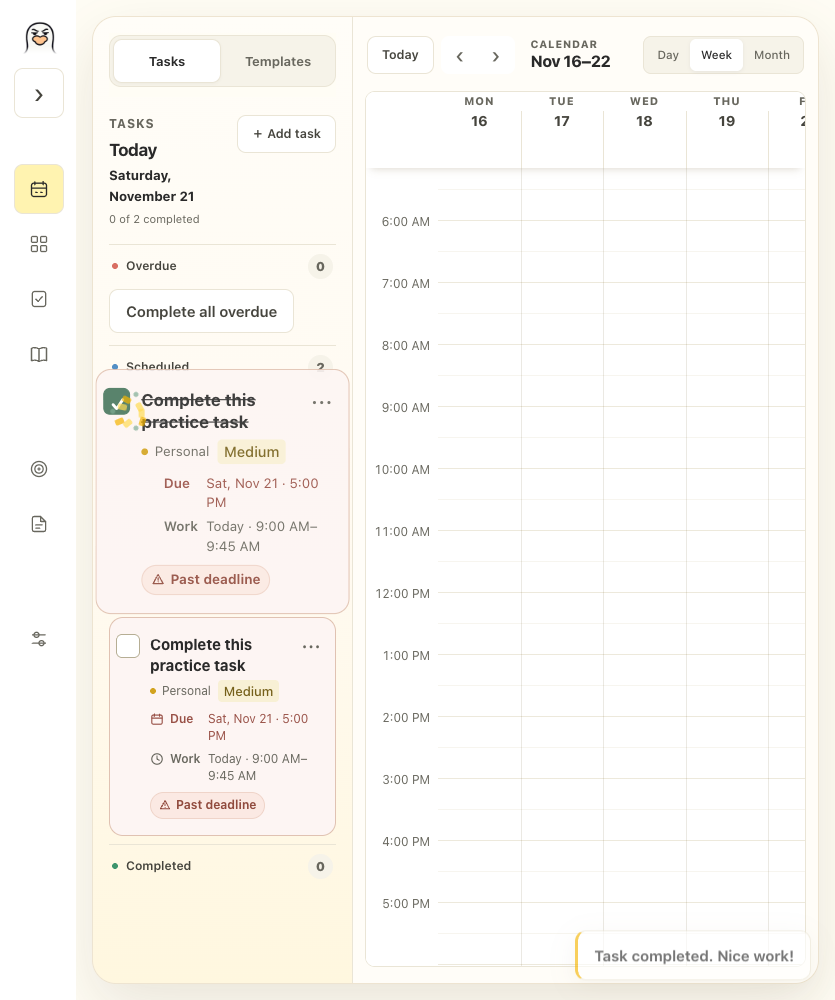 Tasks
Templates
TASKS
Today
+ Add task
Saturday,
November 21
0 of 2 completed
Overdue
0
Complete all overdue
Scheduled
2
Complete this
practice task
Personal
Medium
Due
Sat, Nov 21 · 5:00
PM
Work
Today · 9:00 AM–
9:45 AM
Past deadline
Complete this
practice task
Personal
Medium
Due
Sat, Nov 21 · 5:00
PM
Work
Today · 9:00 AM–
9:45 AM
Past deadline
Completed
0
Today
CALENDAR
Nov 16–22
Day
Week
Month
MON
TUE
WED
THU
F
16
17
18
19
2
6:00 AM
7:00 AM
8:00 AM
9:00 AM
10:00 AM
11:00 AM
12:00 PM
1:00 PM
2:00 PM
3:00 PM
4:00 PM
5:00 PM
Task completed. Nice work!